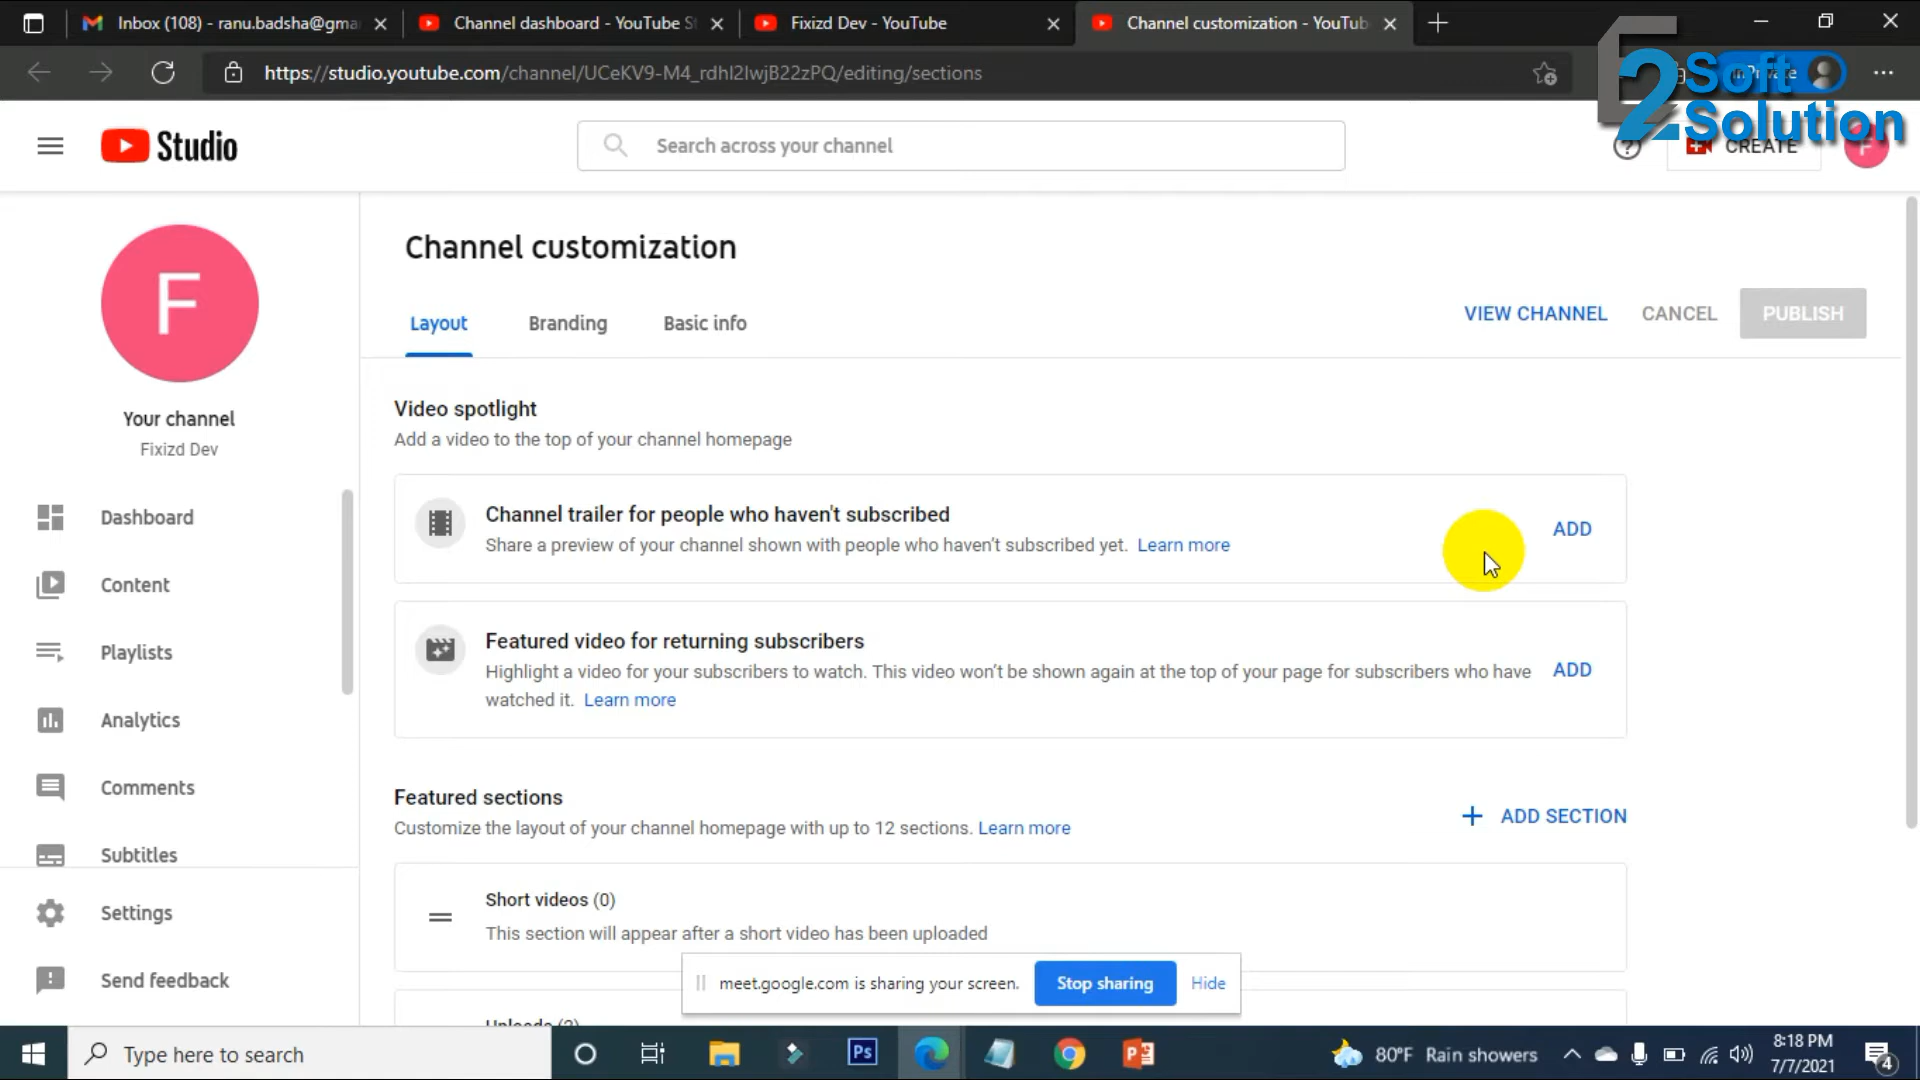 Inbox (108) - ranu.badsha@gma
Channel dashboard - YouTube S
Fixizd Dev - YouTube
Channel customization - YouTub
https://studio.youtube.com/channel/UCeKV9-M4_rdhl2lwjB22zPQ/editing/sections
Soft
Solution
Studio
Search across your channel
CREATE
F
Channel customization
Layout
Branding
Basic info
VIEW CHANNEL
CANCEL
PUBLISH
F
Your channel
Fixizd Dev
Dashboard
Content
Playlists
Analytics
Comments
Subtitles
Settings
Send feedback
Video spotlight
Add a video to the top of your channel homepage
Channel trailer for people who haven't subscribed
Share a preview of your channel shown with people who haven't subscribed yet. Learn more
ADD
Featured video for returning subscribers
Highlight a video for your subscribers to watch. This video won't be shown again at the top of your page for subscribers who have
watched it. Learn more
ADD
Featured sections
Customize the layout of your channel homepage with up to 12 sections. Learn more
ADD SECTION
Short videos (0)
This section will appear after a short video has been uploaded
meet.google.com is sharing your screen.
Stop sharing
Hide
Type here to search
Ps
80°F Rain showers
8:18 PM
7/7/2021
4